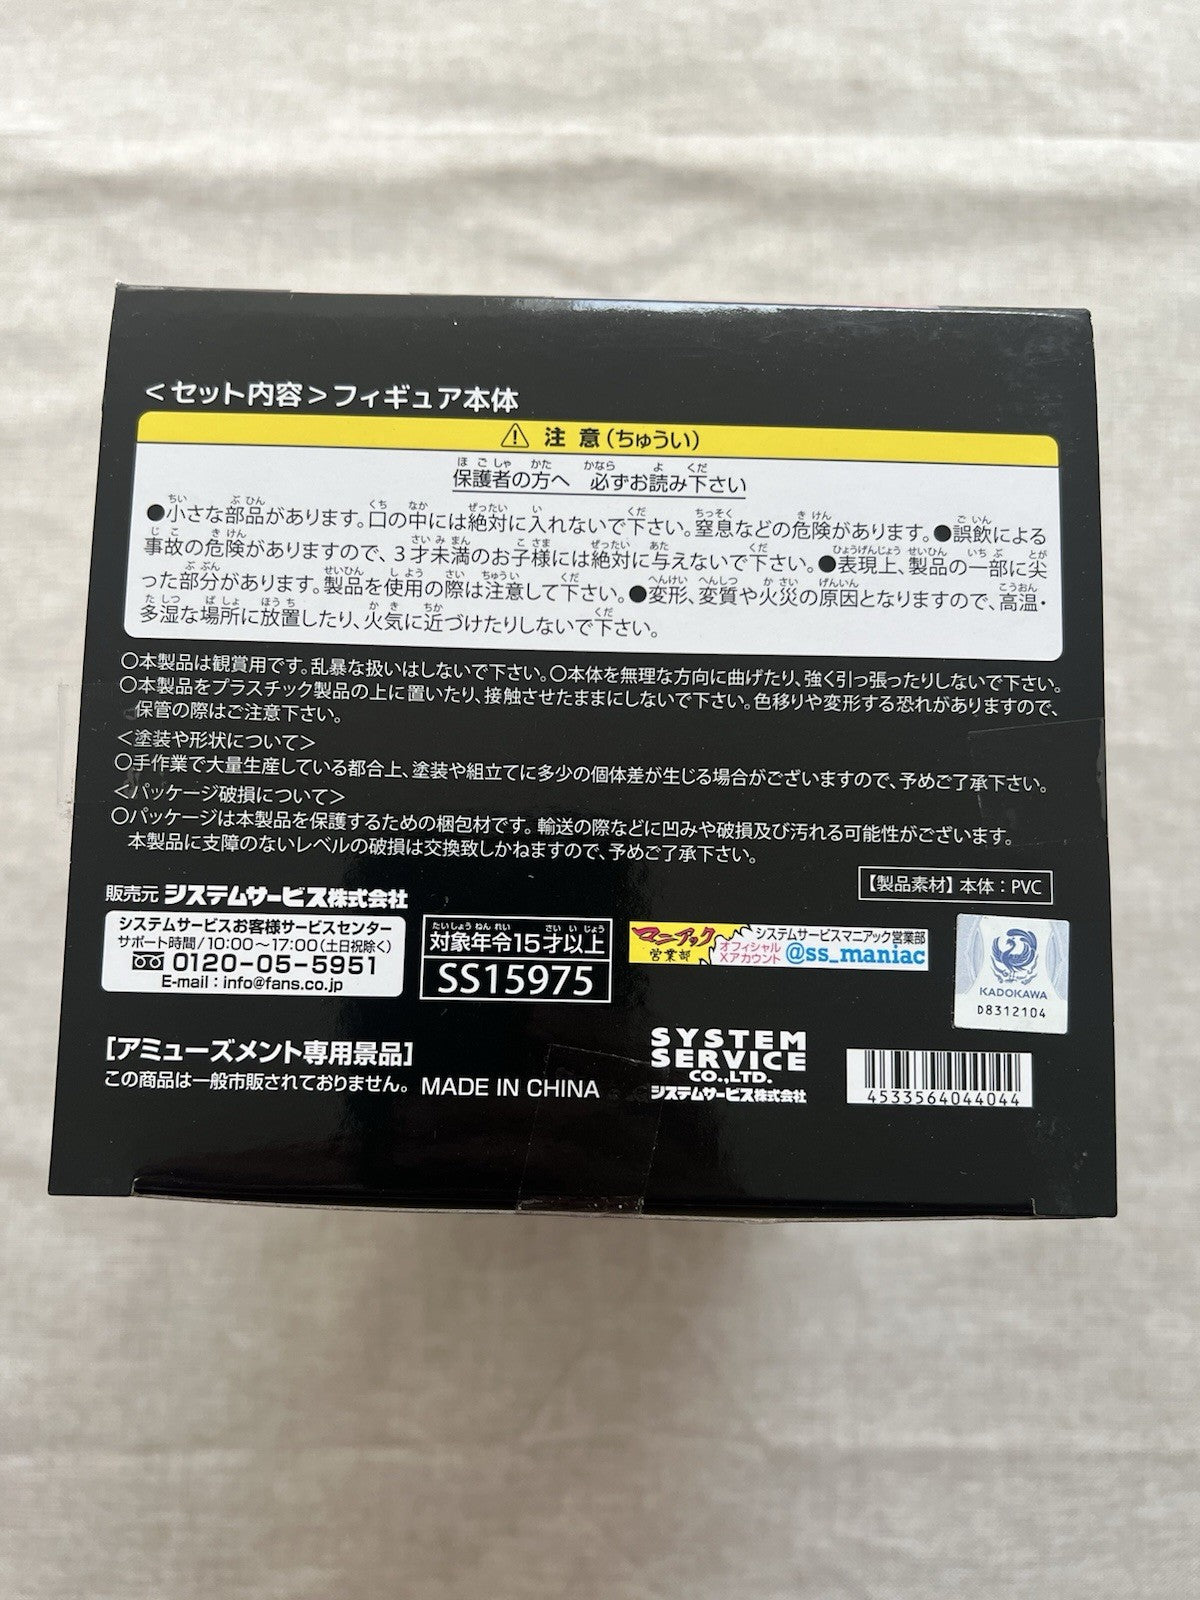 ＜セット内容＞フィギュア本体
⚠ 注 意(ちゅうい)
保護者の方へ 必ずお読み下さい
●小さな部品があります。口の中には絶対に入れないで下さい。窒息などの危険があります。●誤飲による
事故の危険がありますので、3才未満のお子様には絶対に与えないで下さい。●表現上、製品の一部に尖
った部分があります。製品を使用の際は注意して下さい。●変形、変質や火災の原因となりますので、高温・
多湿な場所に放置したり、火気に近づけたりしないで下さい。
○本製品は観賞用です。乱暴な扱いはしないで下さい。○本体を無理な方向に曲げたり、強く引っ張ったりしないで下さい。
○本製品をプラスチック製品の上に置いたり、接触させたままにしないで下さい。色移りや変形する恐れがありますので、
保管の際はご注意下さい。
＜塗装や形状について＞
○手作業で大量生産している都合上、塗装や組立てに多少の個体差が生じる場合がございますので、予めご了承下さい。
＜パッケージ破損について＞
○パッケージは本製品を保護するための梱包材です。輸送の際などに凹みや破損及び汚れる可能性がございます。
本製品に支障のないレベルの破損は交換致しかねますので、予めご了承下さい。
【製品素材】本体：PVC
販売元 システムサービス株式会社
システムサービスお客様サービスセンター
サポート時間/10:00～17:00(土日祝除く)
0120-05-5951
E-mail：info@fans.co.jp
対象年令15才以上
SS15975
マニアック
営業部
システムサービスマニアック営業部
オフィシャル
Xアカウント
@ss_maniac
KADOKAWA
D8312104
[アミューズメント専用景品]
この商品は一般市販されておりません。 MADE IN CHINA
SYSTEM
SERVICE
CO.,LTD.
システムサービス株式会社
4533564044044